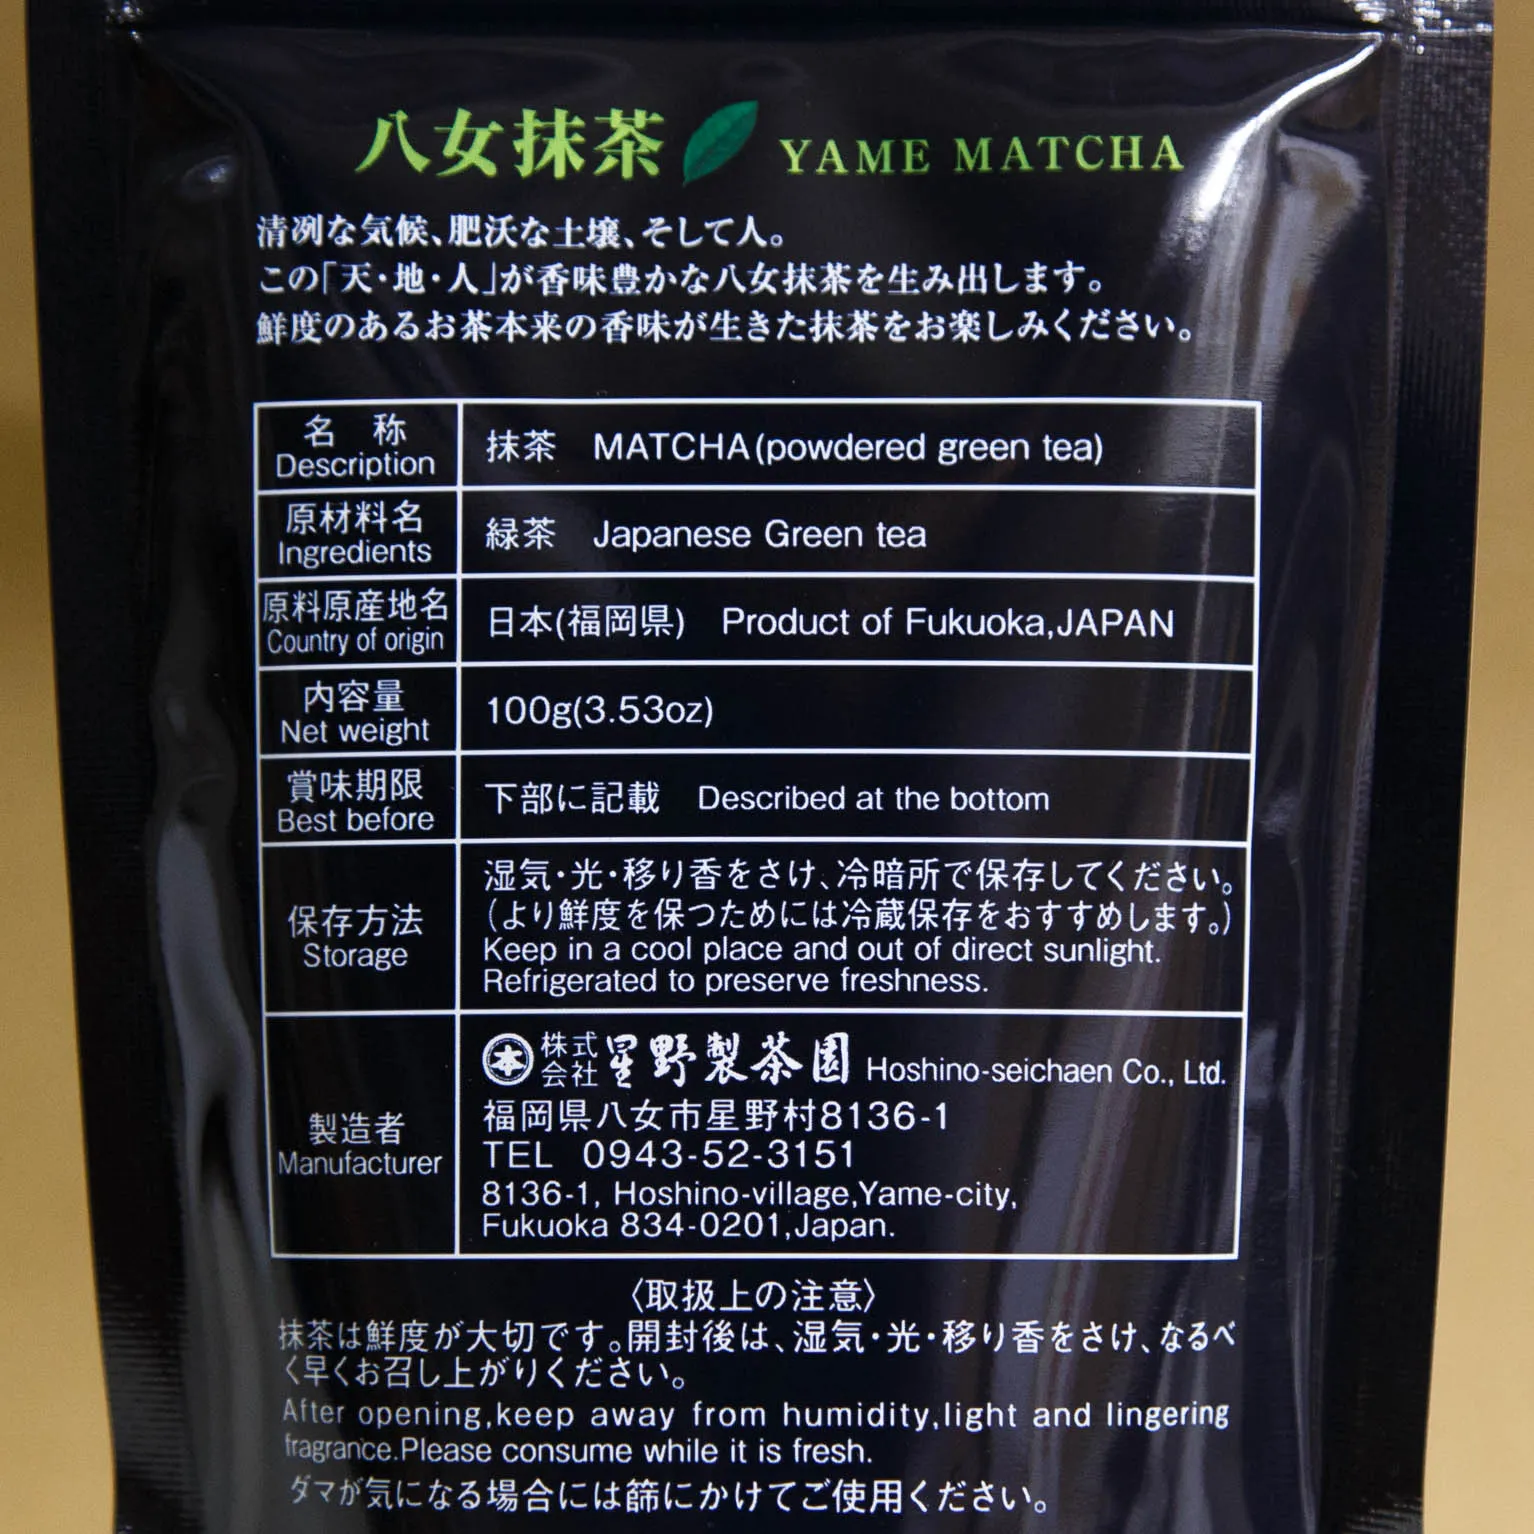 八女抹茶 YAME MATCHA
清冽な気候、肥沃な土壌、そして人。
この「天・地・人」が香味豊かな八女抹茶を生み出します。
鮮度のあるお茶本来の香味が生きた抹茶をお楽しみください。
名 称 抹茶 MATCHA(powdered green tea)
Description
原材料名 緑茶 Japanese Green tea
Ingredients
原料原産地名 日本(福岡県) Product of Fukuoka,JAPAN
Country of origin
内容量 100g(3.53oz)
Net weight
賞味期限 下部に記載 Described at the bottom
Best before
保存方法
Storage
湿気・光・移り香をさけ、冷暗所で保存してください。
(より鮮度を保つためには冷蔵保存をおすすめします。)
Keep in a cool place and out of direct sunlight.
Refrigerated to preserve freshness.
製造者
Manufacturer
本 株式会社 星野製茶園 Hoshino-seichaen Co., Ltd.
福岡県八女市星野村8136-1
TEL 0943-52-3151
8136-1, Hoshino-village,Yame-city,
Fukuoka 834-0201,Japan.
〈取扱上の注意〉
抹茶は鮮度が大切です。開封後は、湿気・光・移り香をさけ、なるべ
く早くお召し上がりください。
After opening,keep away from humidity,light and lingering
fragrance.Please consume while it is fresh.
ダマが気になる場合には篩にかけてご使用ください。